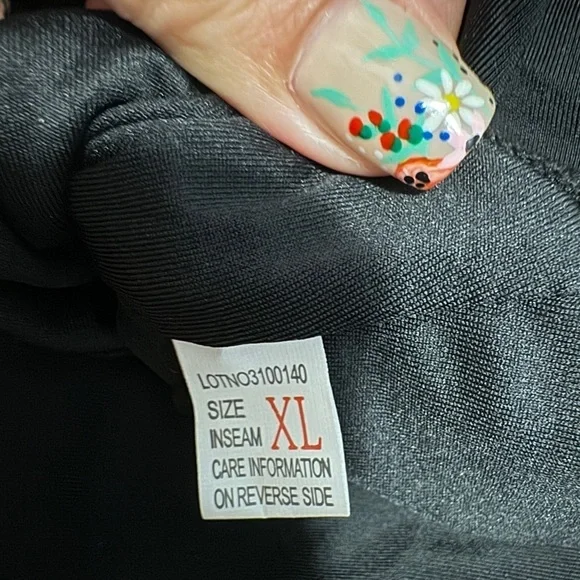 LOTNO3100140
SIZE
INSEAM XL
CARE INFORMATION
ON REVERSE SIDE